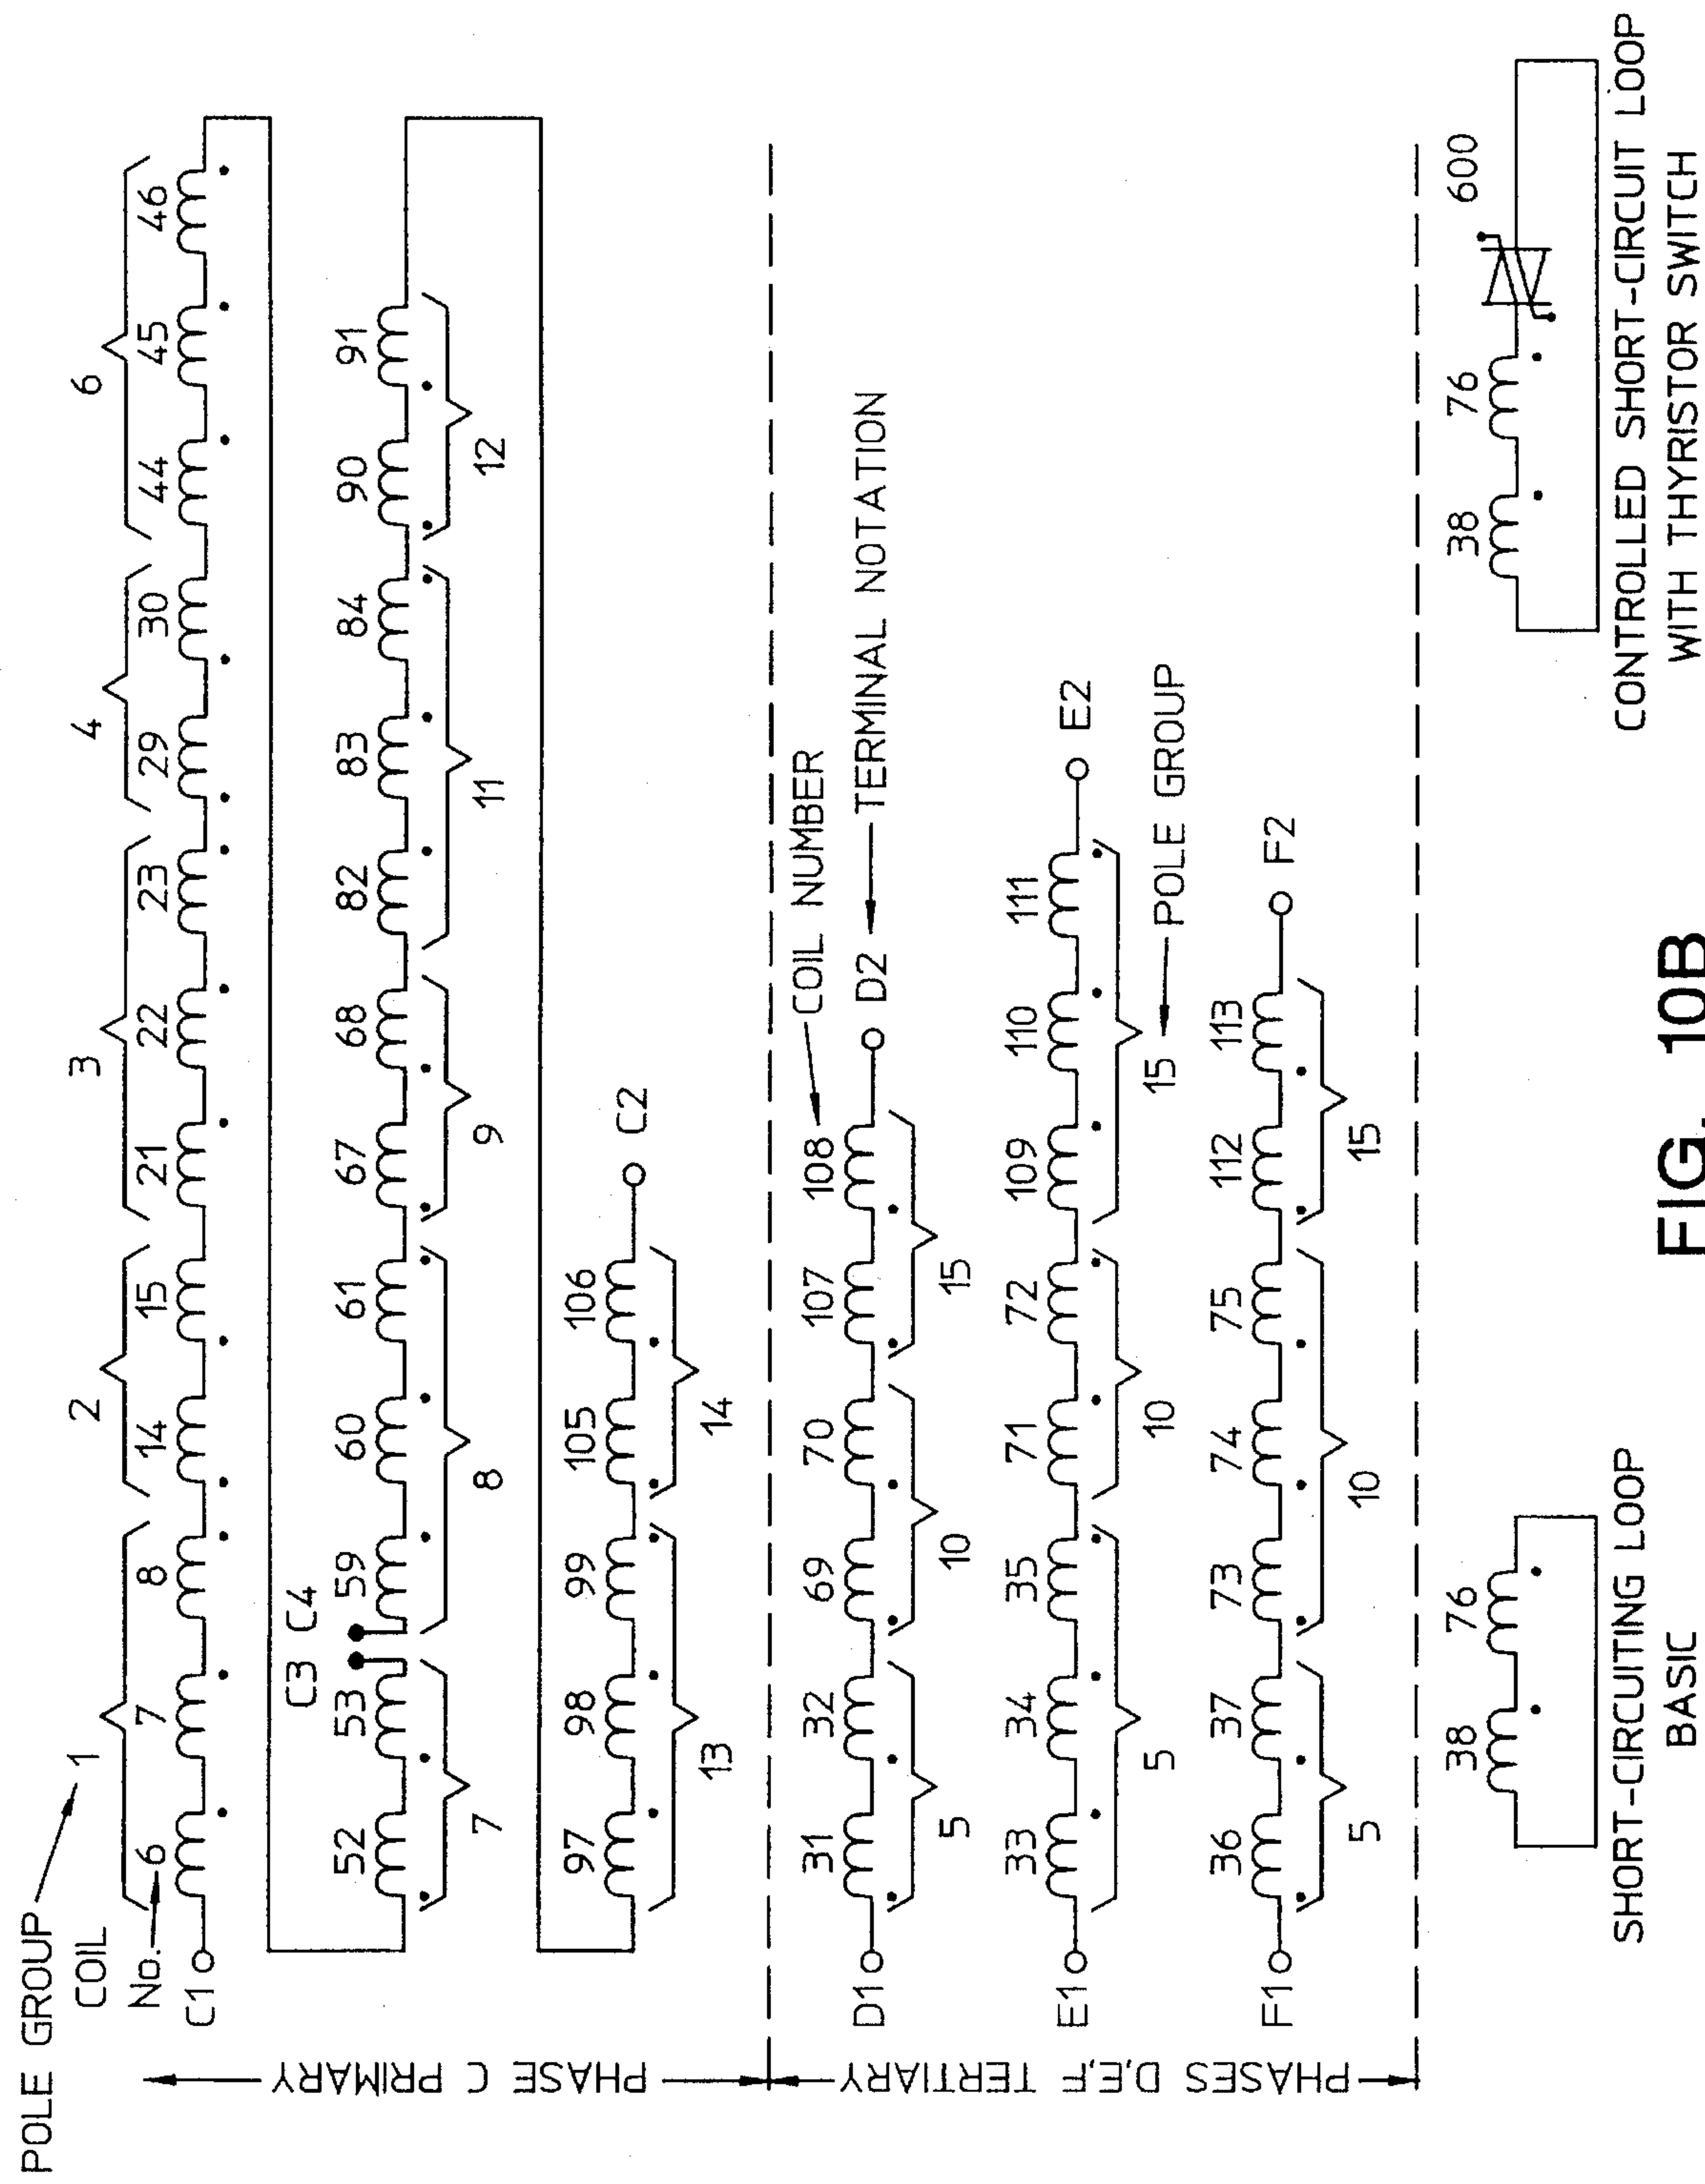 POLE GROUP 1 2 3 4 6
COIL
No. 6 7 8 14 15 21 22 23 29 30 44 45 46
C1
C3 C4
52 53 59 60 61 67 68 82 83 84 90 91
7 8 9 11 12
97 98 99 105 106
C2
13 14
PHASE C PRIMARY
COIL NUMBER
31 32 69 70 107 108
D1 D2 TERMINAL NOTATION
5 10 15
33 34 35 71 72 109 110 111
E1 E2
5 10 15 POLE GROUP
36 37 73 74 75 112 113
F1 F2
5 10 15
PHASES D,E,F TERTIARY
38 76
SHORT-CIRCUITING LOOP
BASIC
38 76 600
CONTROLLED SHORT-CIRCUIT LOOP
WITH THYRISTOR SWITCH
FIG. 10B